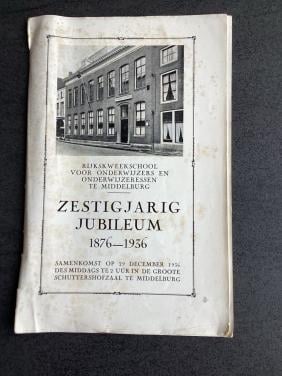 RIJKSKWEEKSCHOOL
VOOR ONDERWIJZERS EN
ONDERWIJZERESSEN
TE MIDDELBURG
ZESTIGJARIG
JUBILEUM
1876—1936
SAMENKOMST OP 29 DECEMBER 1936
DES MIDDAGS TE 2 UUR IN DE GROOTE
SCHUTTERSHOFZAAL TE MIDDELBURG